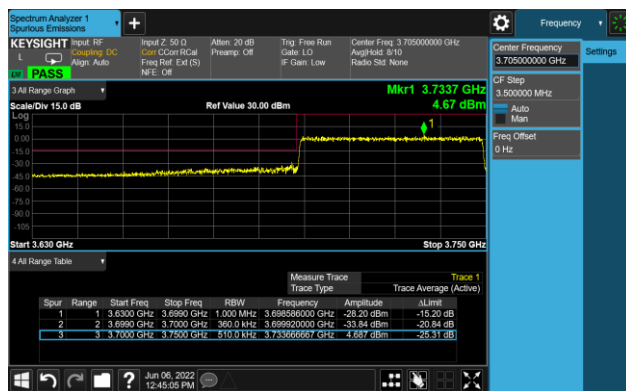 Spectrum Analyzer 1
Spurious Emissions
Frequency
KEYSIGHT
Input: RF
Coupling: DC
Align: Auto
Input Z: 50 Ω
Corr CCorr RCal
Freq Ref: Ext (S)
NFE: Off
Atten: 20 dB
Preamp: Off
Trig: Free Run
Gate: LO
IF Gain: Low
Center Freq: 3.705000000 GHz
Avg|Hold: 8/10
Radio Std: None
L
PASS
Center Frequency
3.705000000 GHz
Settings
CF Step
3.500000 MHz
Auto
Man
Freq Offset
0 Hz
3 All Range Graph
Mkr1 3.7337 GHz
Scale/Div 15.0 dB
Ref Value 30.00 dBm
4.67 dBm
Log
15.0
0.00
-15.0
-30.0
-45.0
-60.0
-75.0
-90.0
-105
1
Start 3.630 GHz
Stop 3.750 GHz
4 All Range Table
Measure Trace Trace 1
Trace Type Trace Average (Active)
Spur Range Start Freq Stop Freq RBW Frequency Amplitude ΔLimit
1 1 3.6300 GHz 3.6990 GHz 1.000 MHz 3.698586000 GHz -28.20 dBm -15.20 dB
2 2 3.6990 GHz 3.7000 GHz 360.0 kHz 3.699920000 GHz -33.84 dBm -20.84 dB
3 3 3.7000 GHz 3.7500 GHz 510.0 kHz 3.733666667 GHz 4.687 dBm -25.31 dB
?
Jun 06, 2022
12:45:05 PM